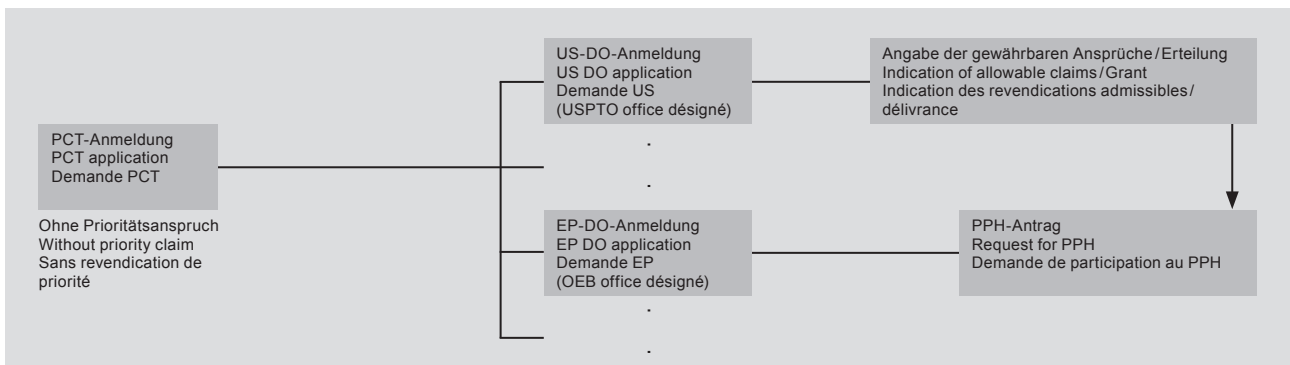 PCT-Anmeldung
PCT application
Demande PCT
Ohne Prioritätsanspruch
Without priority claim
Sans revendication de
priorité
US-DO-Anmeldung
US DO application
Demande US
(USPTO office désigné)
Angabe der gewährbaren Ansprüche/Erteilung
Indication of allowable claims/Grant
Indication des revendications admissibles/
délivrance
EP-DO-Anmeldung
EP DO application
Demande EP
(OEB office désigné)
PPH-Antrag
Request for PPH
Demande de participation au PPH